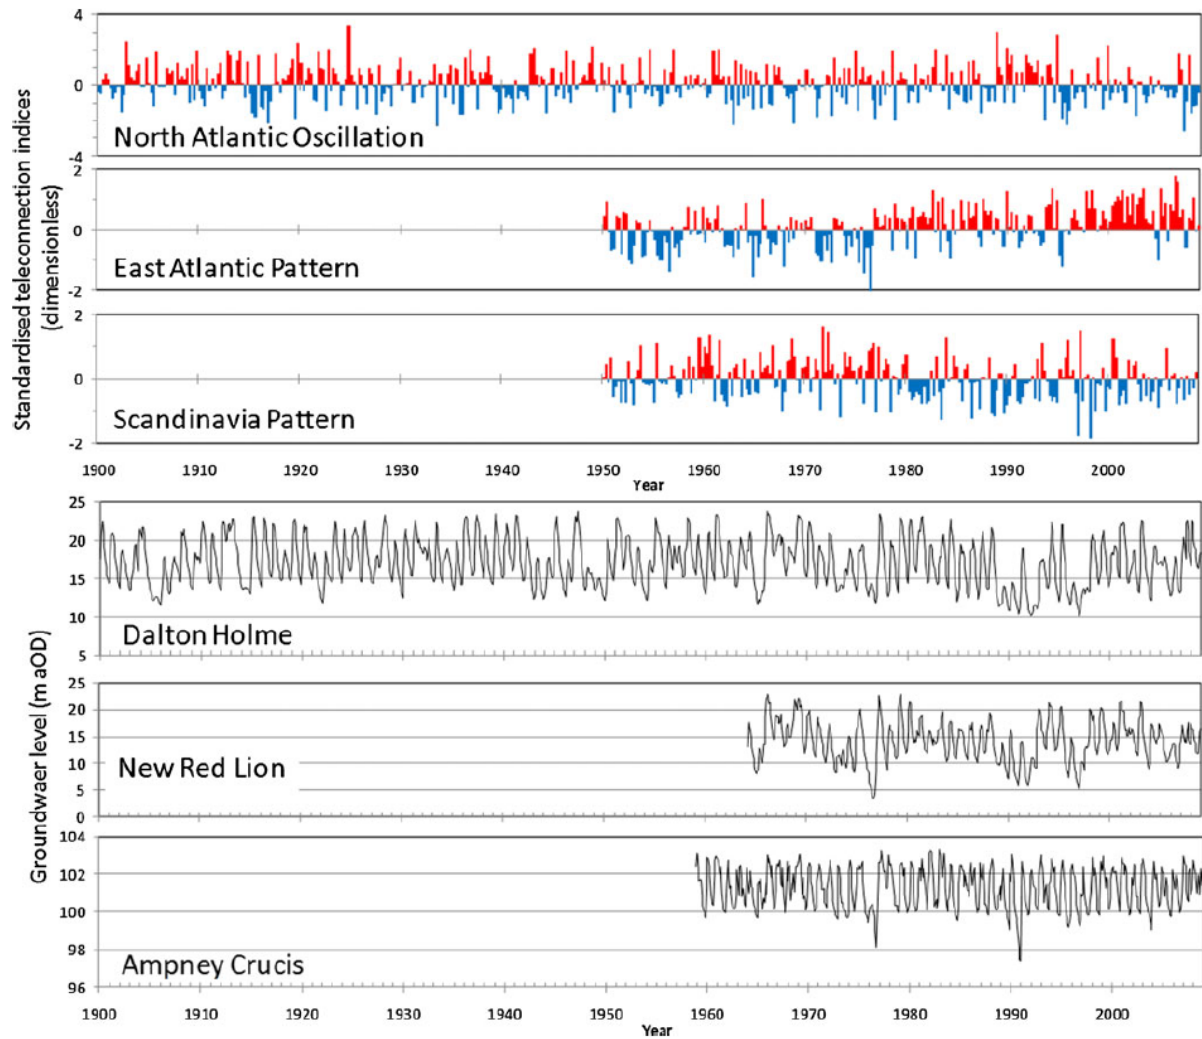 Standardised teleconnection indices
(dimensionless)
4
2
0
-2
-4
North Atlantic Oscillation
2
0
-2
East Atlantic Pattern
2
0
-2
Scandinavia Pattern
1900 1910 1920 1930 1940 1950 1960 1970 1980 1990 2000
Year
Groundwaer level (m aOD)
25
20
15
10
5
Dalton Holme
25
20
15
10
5
0
New Red Lion
104
102
100
98
96
Ampney Crucis
1900 1910 1920 1930 1940 1950 1960 1970 1980 1990 2000
Year